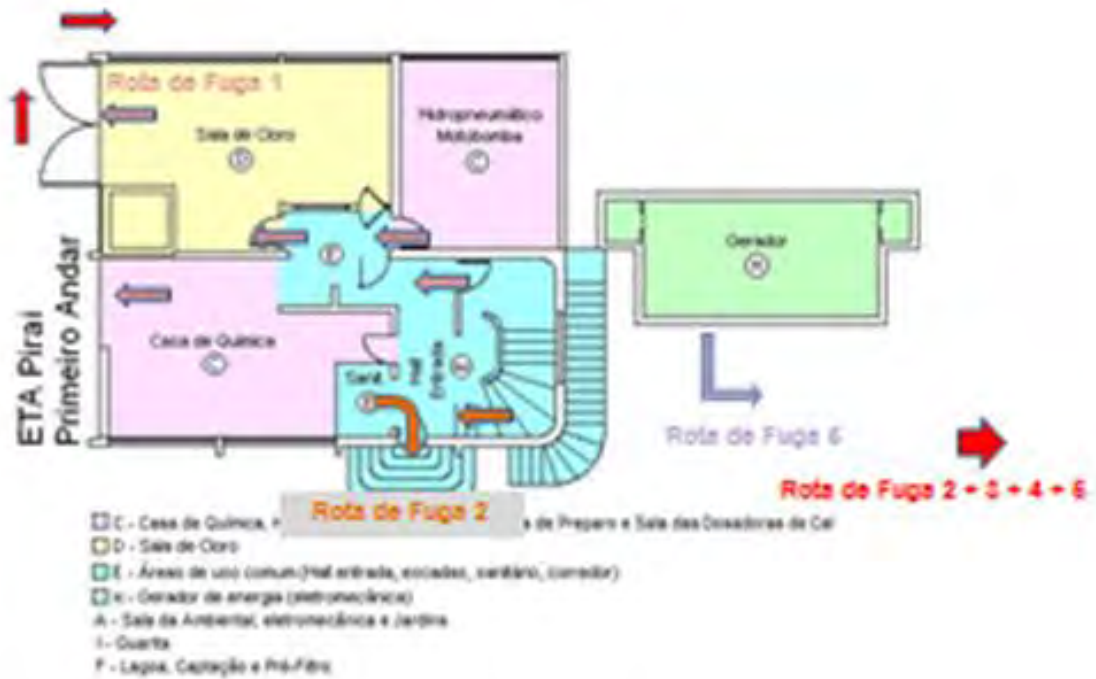 Rota de Fuga 1
Sala de Cloro
D
Hidropneumático
Motobomba
C
Gerador
K
E
ETA Piraí
Primeiro Andar
Casa de Química
C
Sanit.
Hall
Entrada
Rota de Fuga 6
Rota de Fuga 2
Rota de Fuga 2 + 3 + 4 + 6
C - Casa de Química, de Preparo e Sala das Dosadoras de Cal
D - Sala de Cloro
E - Áreas de uso comum (Hall entrada, escadas, sanitário, corredor)
K - Gerador de energia (eletromecânica)
A - Sala da Ambiental, eletromecânica e Jardins
I - Guarita
F - Lagoa, Captação e Pré-Filtro